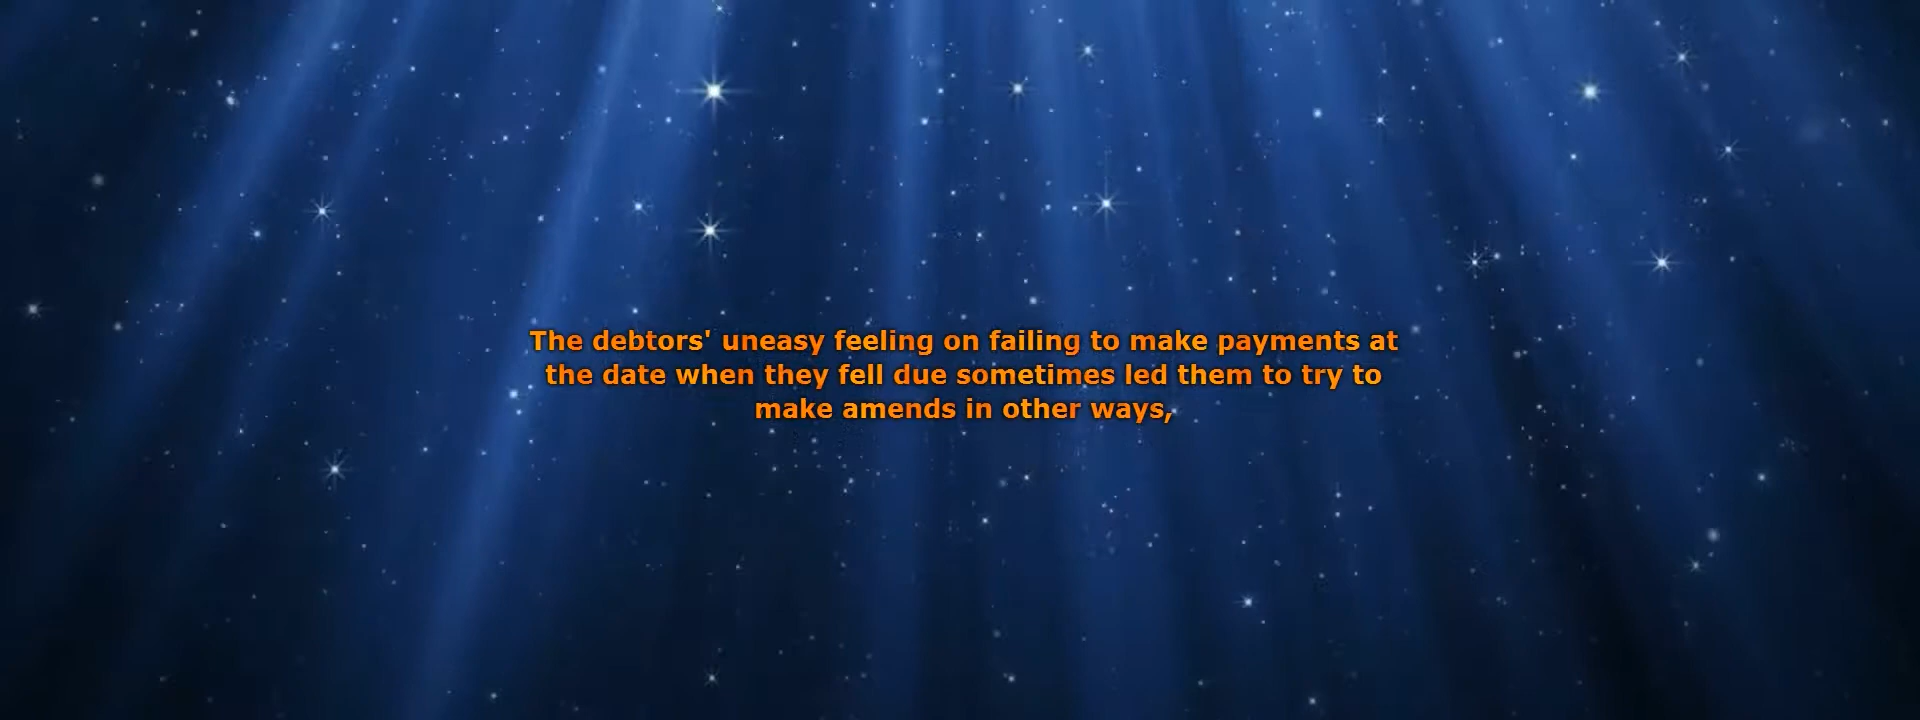 The debtors' uneasy feeling on failing to make payments at
the date when they fell due sometimes led them to try to
make amends in other ways,